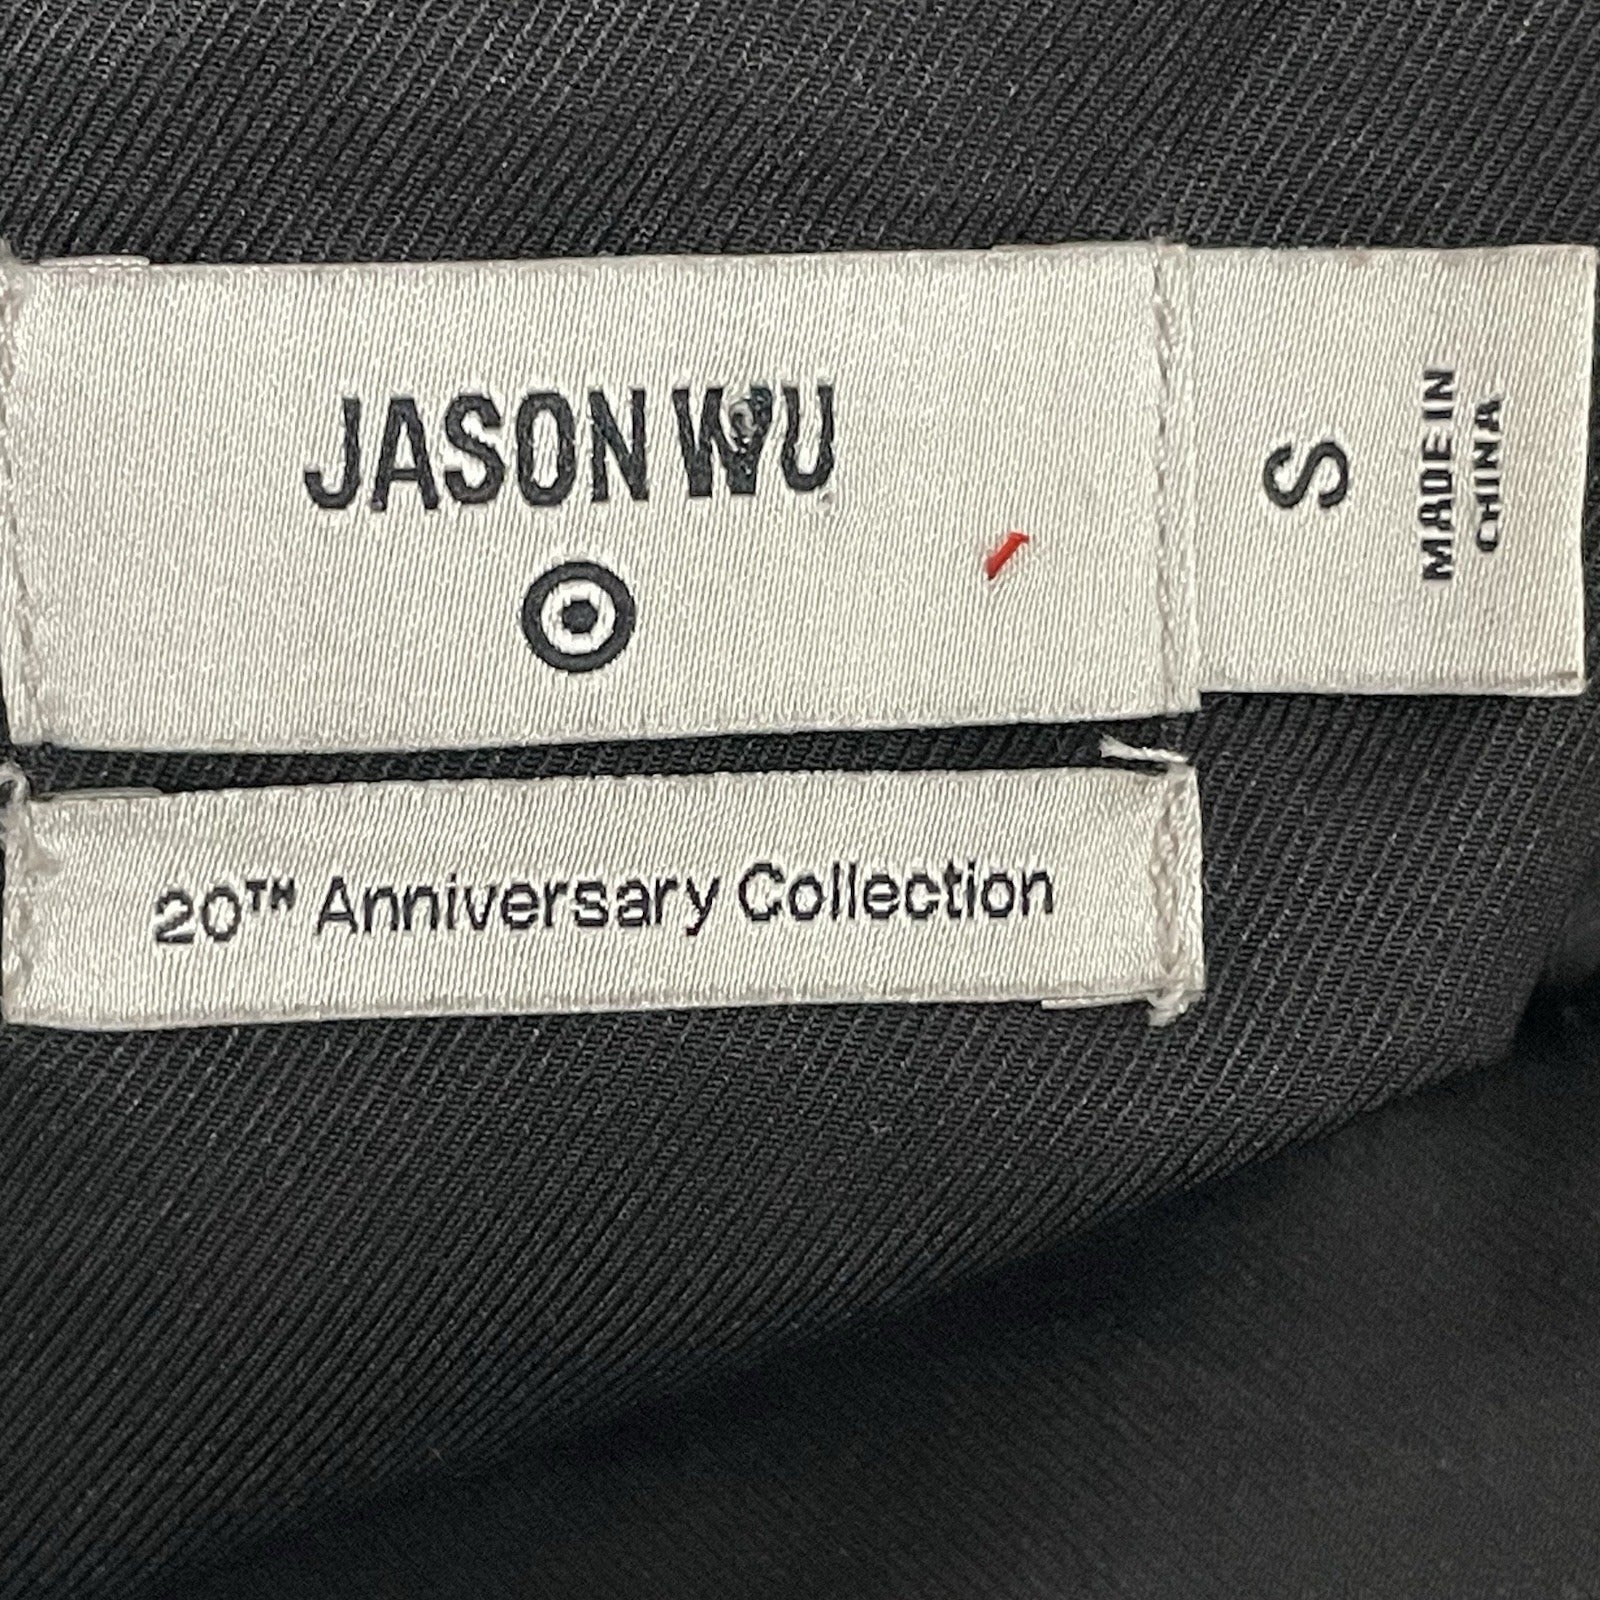 JASON WU
S
MADE IN
CHINA
20TH Anniversary Collection